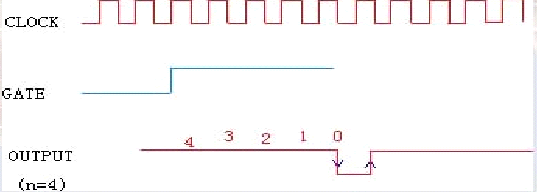 CLOCK
GATE
4 3 2 1 0
OUTPUT
(n=4)